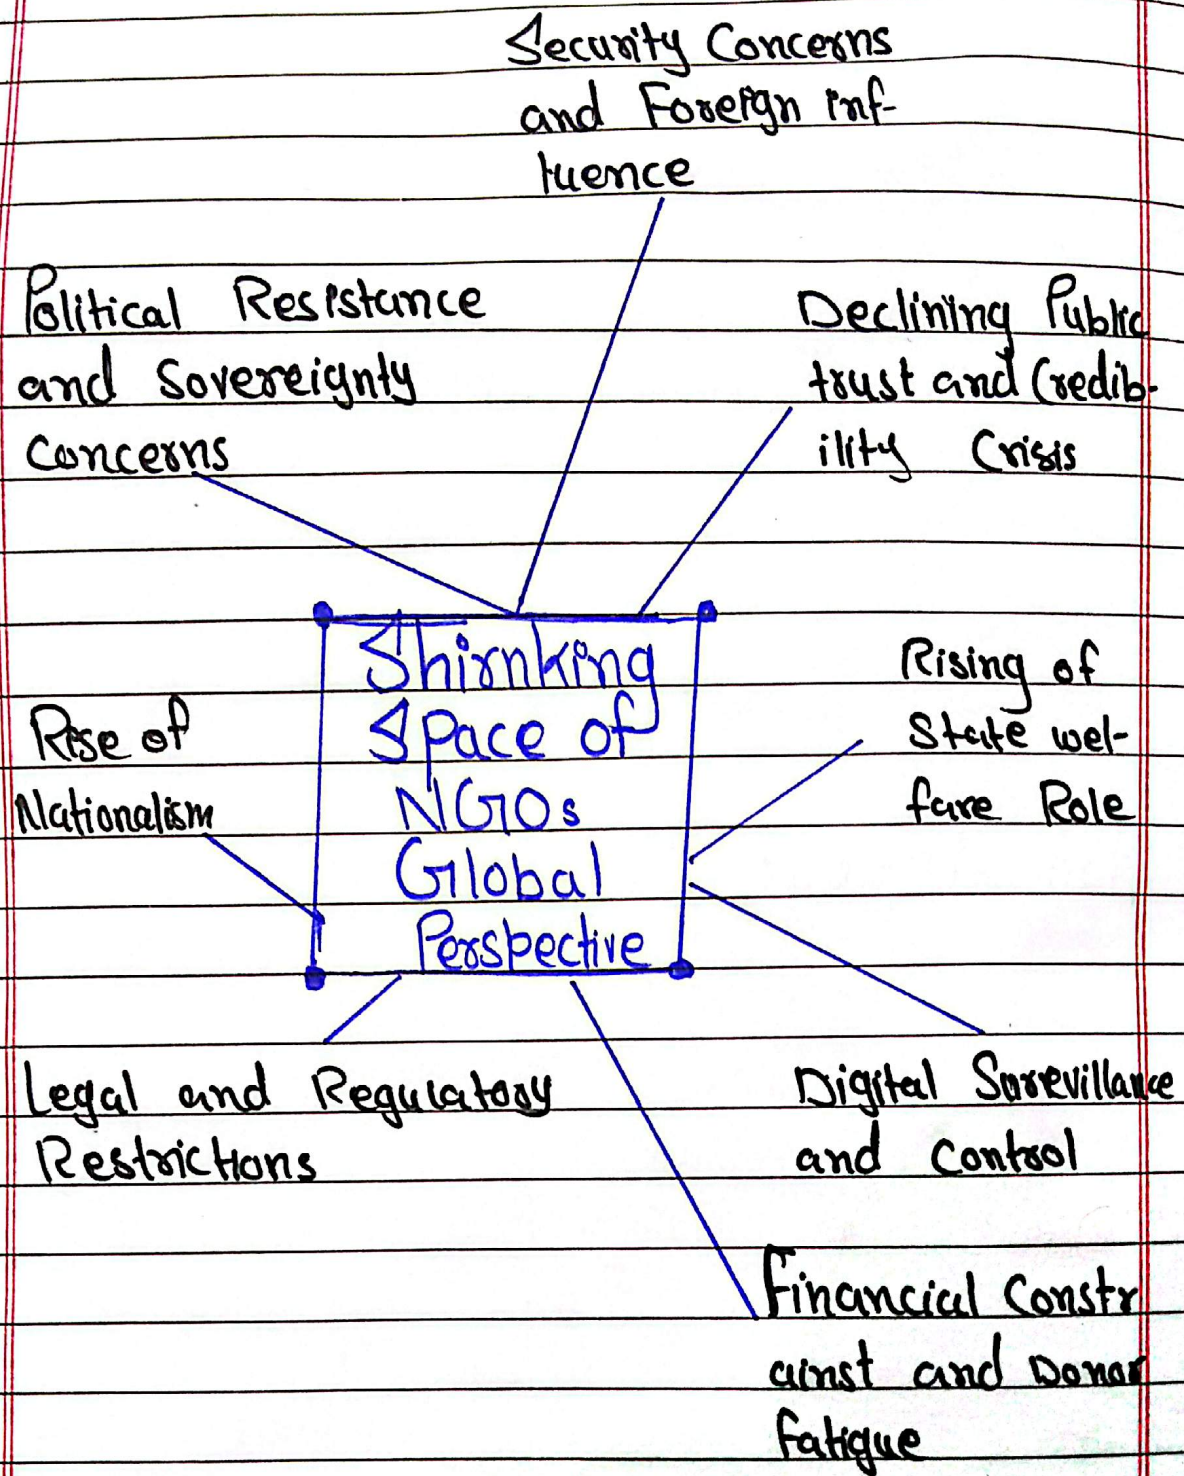 Security Concerns
and Foreign inf-
luence
Political Resistance
and Sovereignty
Concerns
Declining Public
trust and Credib-
ility Crisis
Shirnking
Space of
NGOs
Global
Perspective
Rise of
Nationalism
Rising of
State wel-
fare Role
Legal and Regulatory
Restrictions
Digital Surevillance
and Control
Financial Constr
ainst and Donor
fatigue